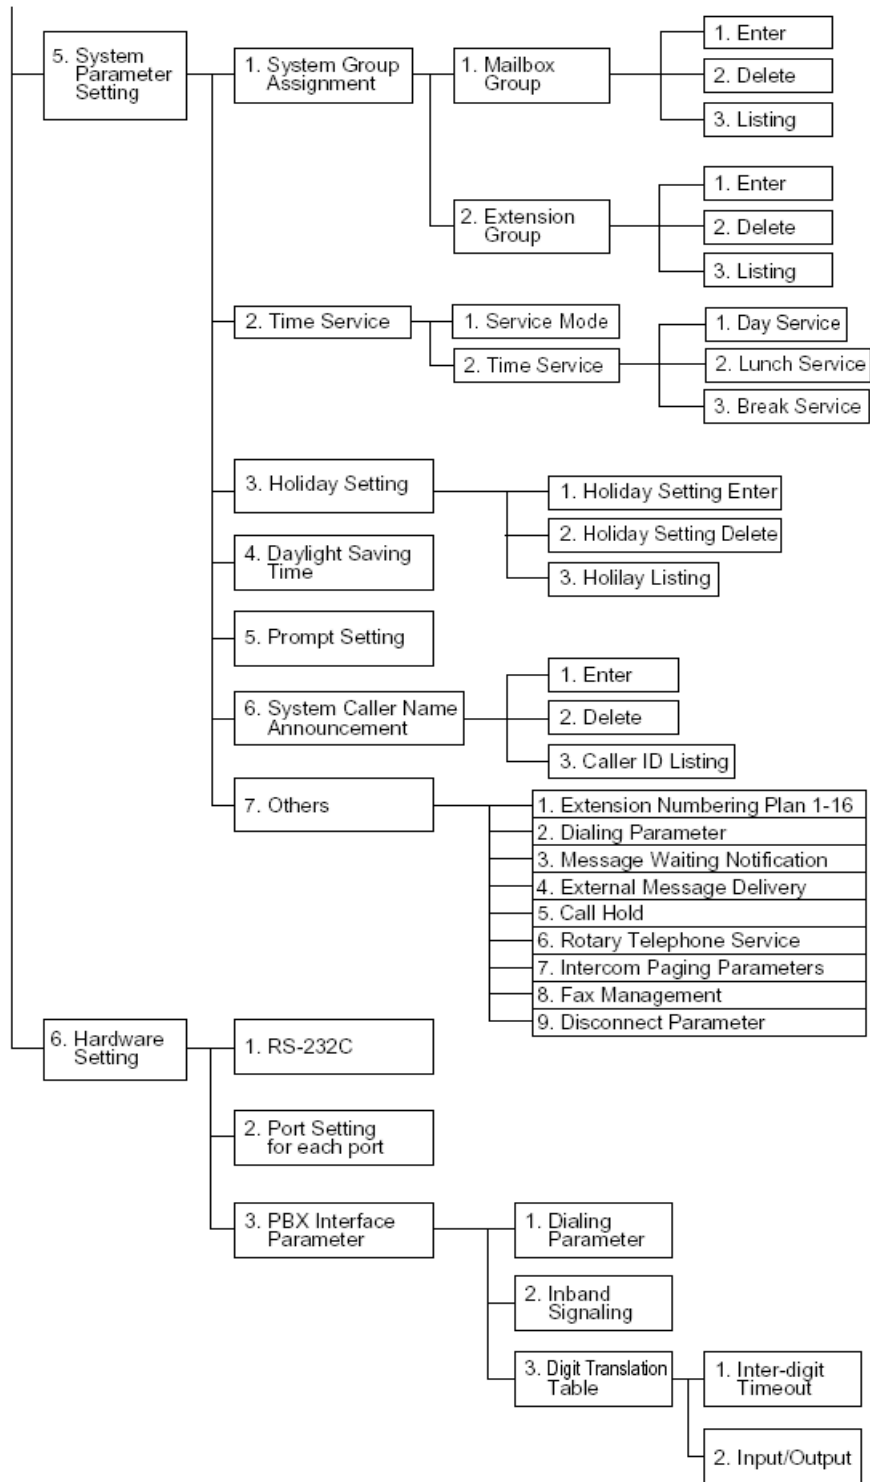 5. System
Parameter
Setting
1. System Group
Assignment
1. Mailbox
Group
1. Enter
2. Delete
3. Listing
2. Extension
Group
1. Enter
2. Delete
3. Listing
2. Time Service
1. Service Mode
2. Time Service
1. Day Service
2. Lunch Service
3. Break Service
3. Holiday Setting
1. Holiday Setting Enter
2. Holiday Setting Delete
3. Holilay Listing
4. Daylight Saving
Time
5. Prompt Setting
6. System Caller Name
Announcement
1. Enter
2. Delete
3. Caller ID Listing
7. Others
1. Extension Numbering Plan 1-16
2. Dialing Parameter
3. Message Waiting Notification
4. External Message Delivery
5. Call Hold
6. Rotary Telephone Service
7. Intercom Paging Parameters
8. Fax Management
9. Disconnect Parameter
6. Hardware
Setting
1. RS-232C
2. Port Setting
for each port
3. PBX Interface
Parameter
1. Dialing
Parameter
2. Inband
Signaling
3. Digit Translation
Table
1. Inter-digit
Timeout
2. Input/Output